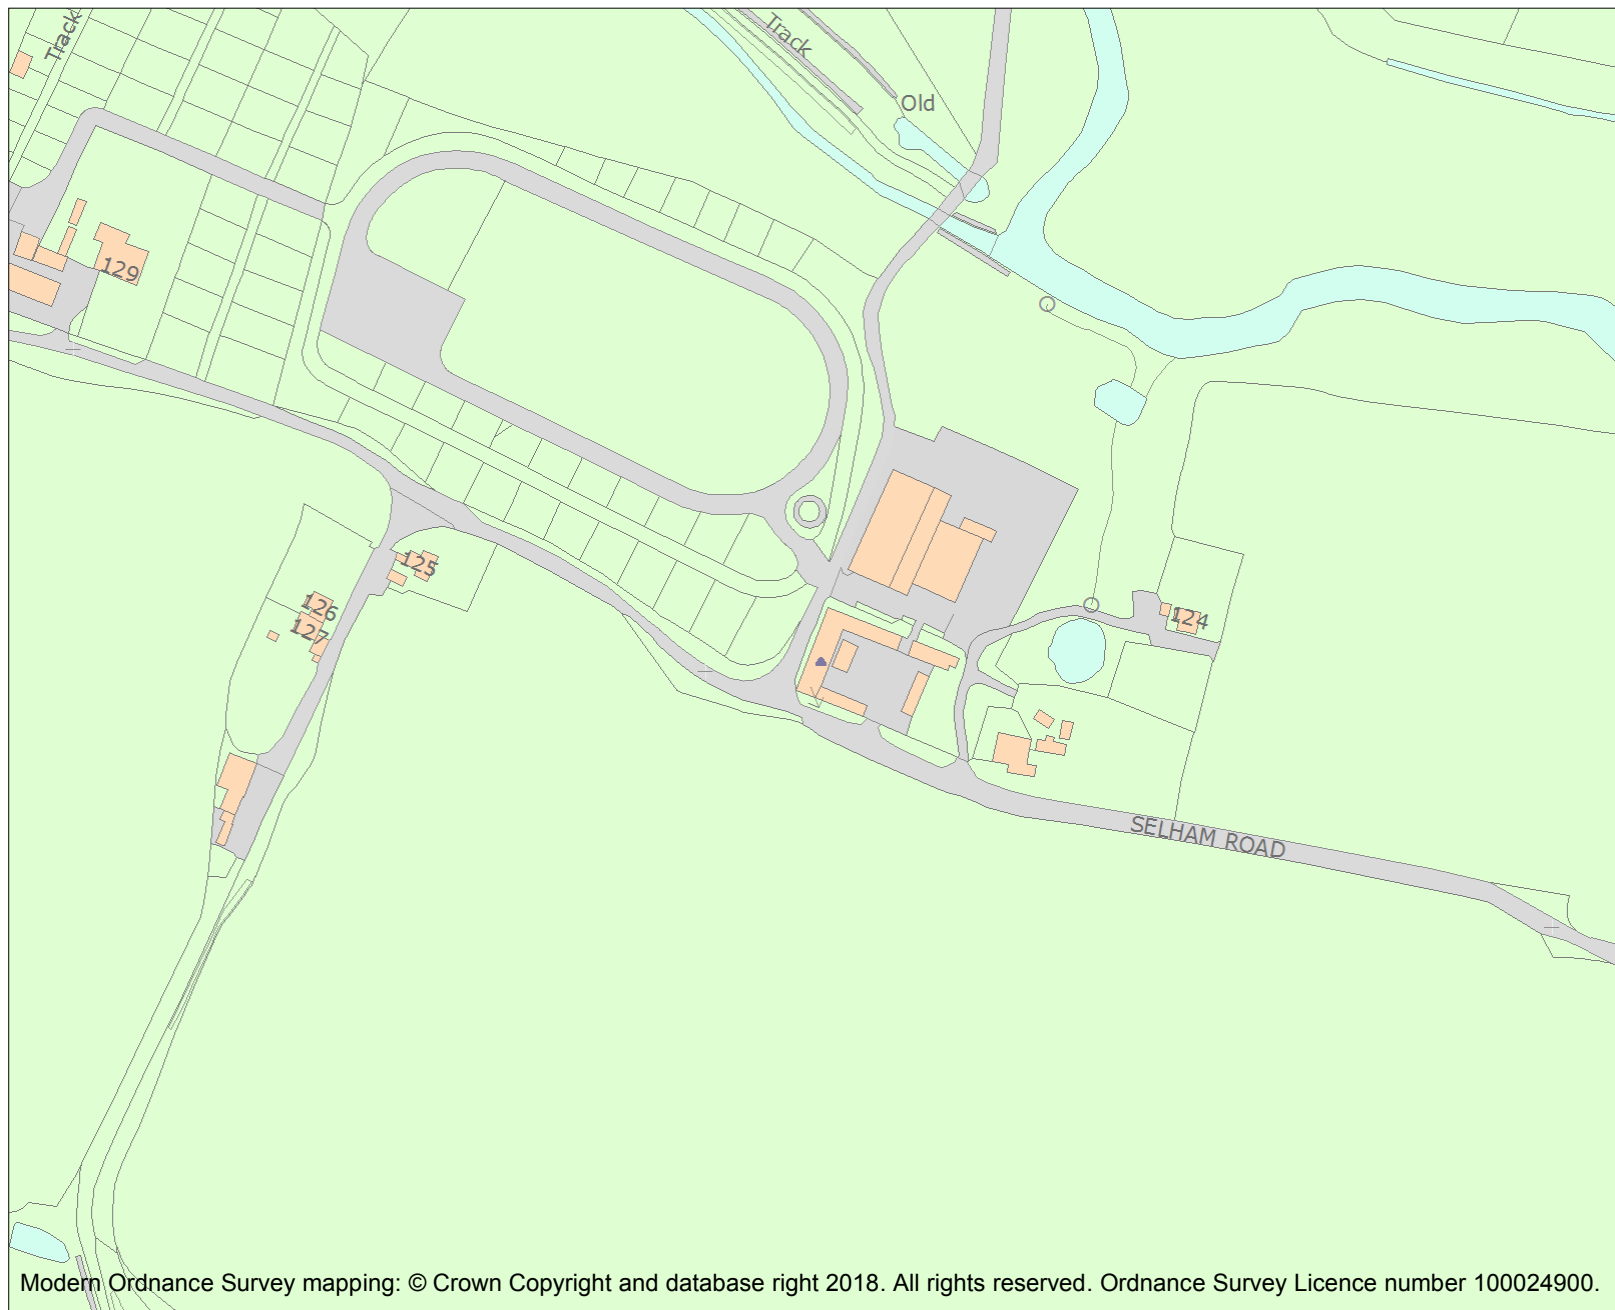 Track
Track
Old
129
125
126
127
124
SELHAM ROAD
Modern Ordnance Survey mapping: © Crown Copyright and database right 2018. All rights reserved. Ordnance Survey Licence number 100024900.